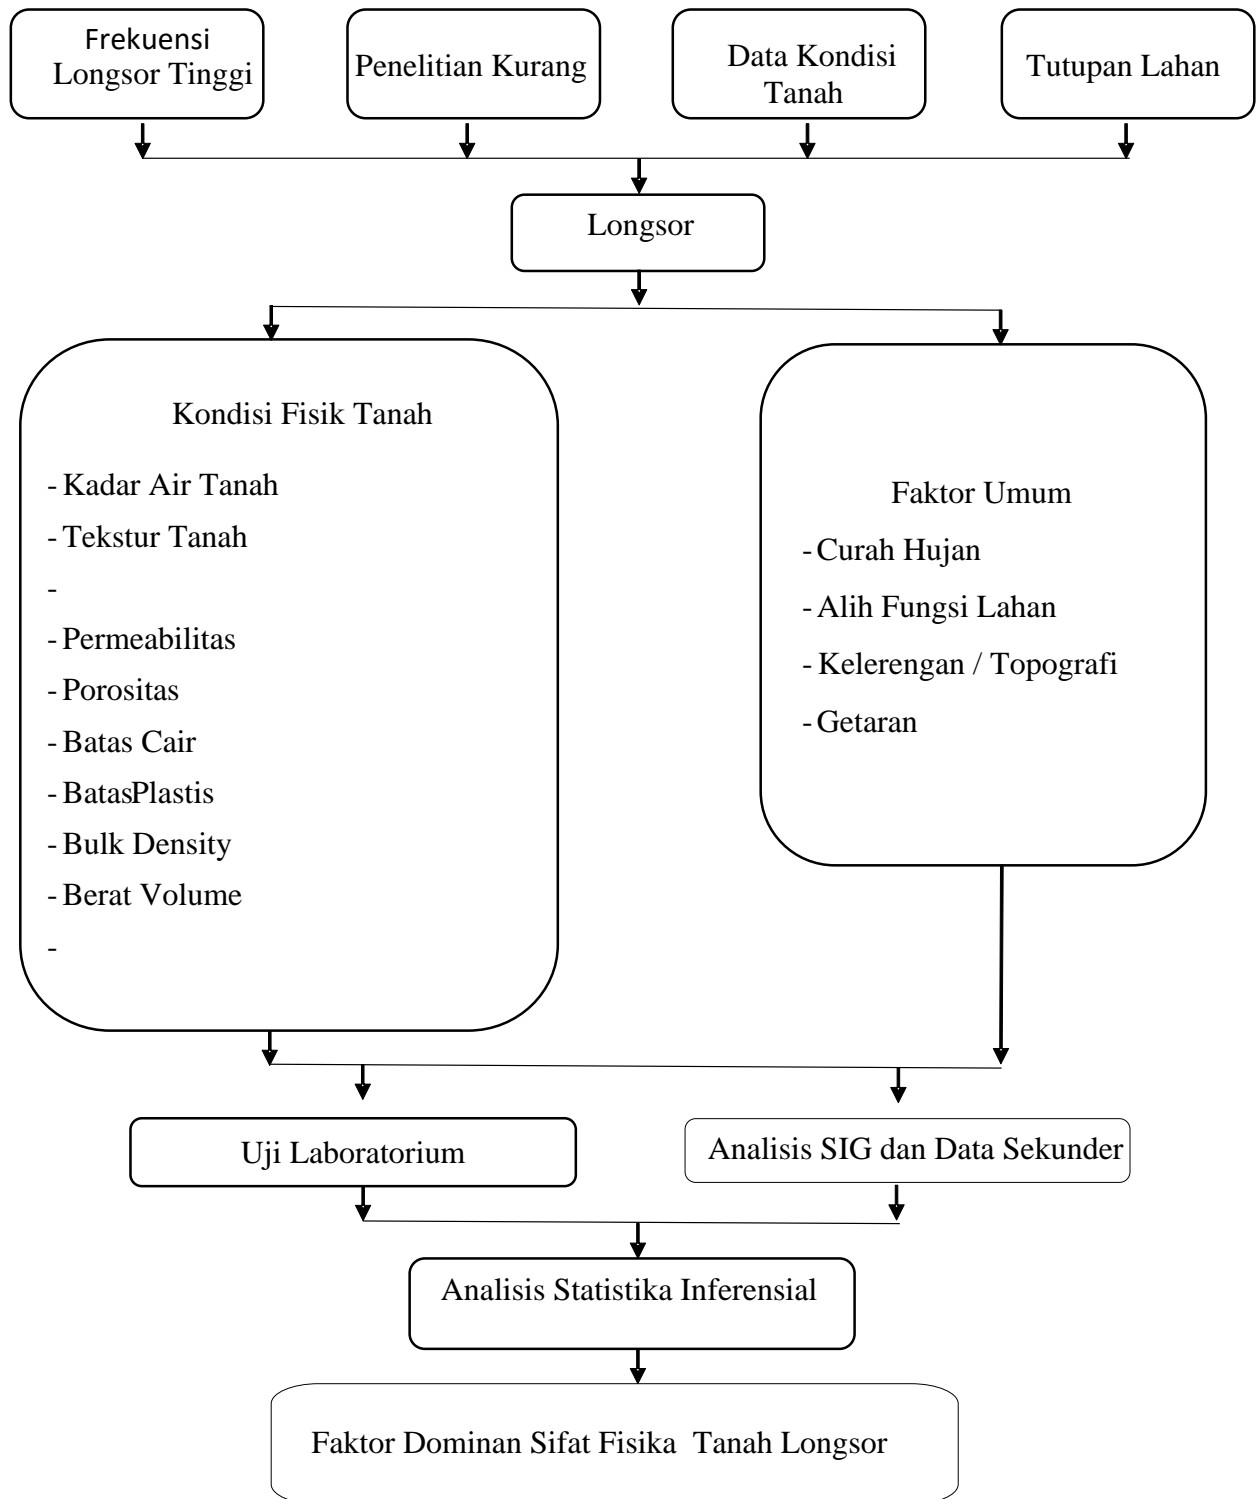 Frekuensi
Longsor Tinggi
Penelitian Kurang
Data Kondisi
Tanah
Tutupan Lahan
Longsor
Kondisi Fisik Tanah
- Kadar Air Tanah
- Tekstur Tanah
-
- Permeabilitas
- Porositas
- Batas Cair
- BatasPlastis
- Bulk Density
- Berat Volume
-
Faktor Umum
- Curah Hujan
- Alih Fungsi Lahan
- Kelerengan / Topografi
- Getaran
Uji Laboratorium
Analisis SIG dan Data Sekunder
Analisis Statistika Inferensial
Faktor Dominan Sifat Fisika Tanah Longsor